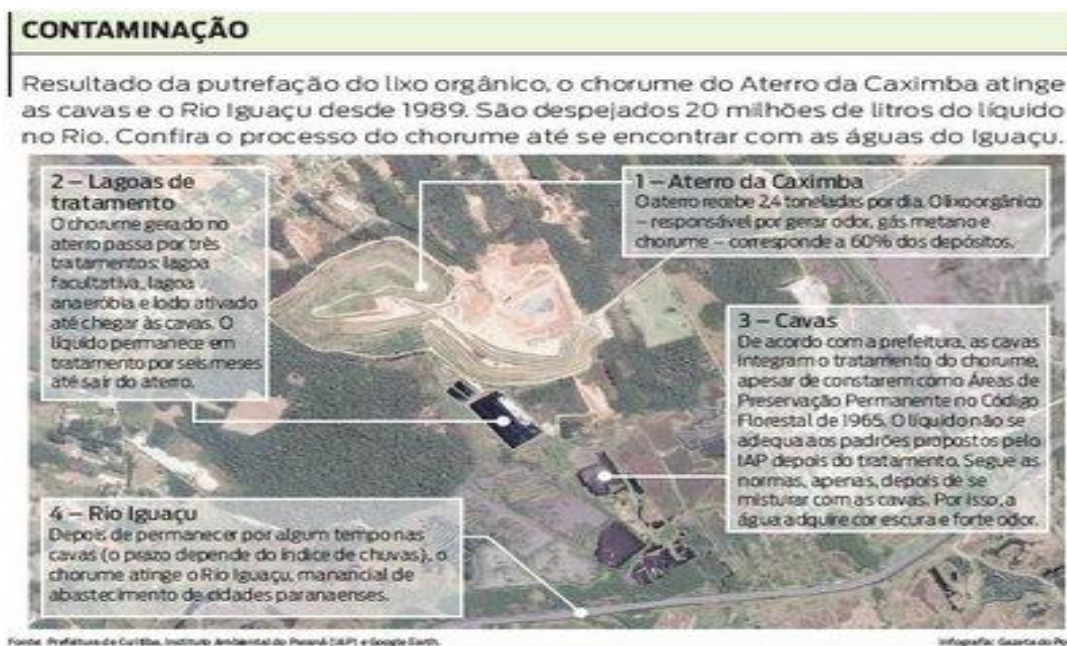 CONTAMINAÇÃO
Resultado da putrefação do lixo orgânico, o chorume do Aterro da Caximba atinge
as cavas e o Rio Iguaçu desde 1989. São despejados 20 milhões de litros do líquido
no Rio. Confira o processo do chorume até se encontrar com as águas do Iguaçu.
1 – Aterro da Caximba
O aterro recebe 2,4 toneladas por dia. O lixo orgânico
– responsável por gerar odor, gás metano e
chorume – corresponde a 60% dos depósitos.
2 – Lagoas de
tratamento
O chorume gerado no
aterro passa por três
tratamentos: lagoa
facultativa, lagoa
anaeróbia e lodo ativado
até chegar às cavas. O
líquido permanece em
tratamento por seis meses
até sair do aterro.
3 – Cavas
De acordo com a prefeitura, as cavas
integram o tratamento do chorume,
apesar de constarem como Áreas de
Preservação Permanente no Código
Florestal de 1965. O líquido não se
adequa aos padrões propostos pelo
IAP depois do tratamento. Segue as
normas, apenas, depois de se
misturar com as cavas. Por isso, a
água adquire cor escura e forte odor.
4 – Rio Iguaçu
Depois de permanecer por algum tempo nas
cavas (o prazo depende do índice de chuvas), o
chorume atinge o Rio Iguaçu, manancial de
abastecimento de cidades paranaenses.
Fonte: Prefeitura de Curitiba, Instituto Ambiental do Paraná (IAP) e Google Earth.
Infografia: Gazeta do Po